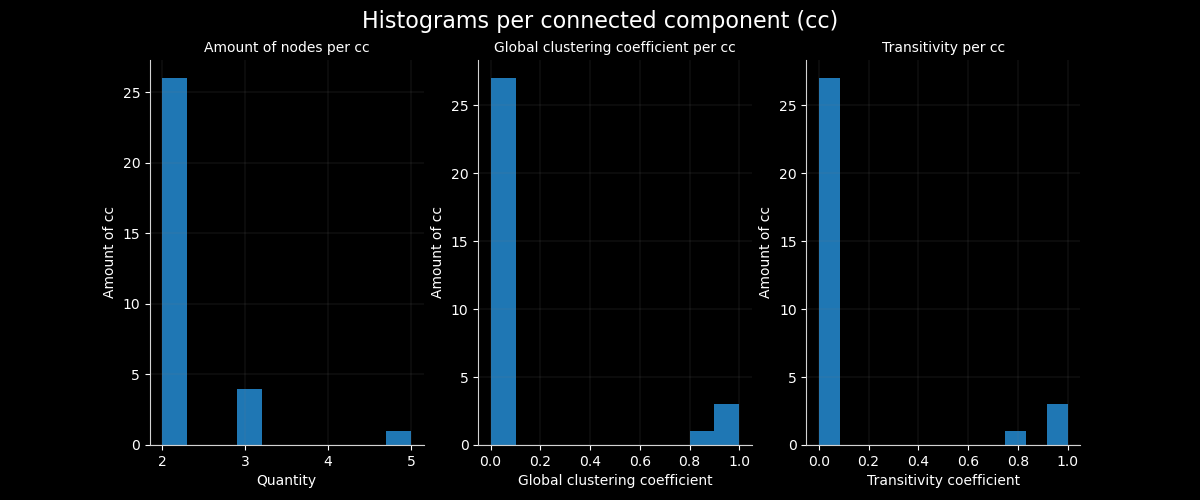 Histograms per connected component (cc)
Amount of nodes per cc
Amount of cc
0
5
10
15
20
25
2 3 4 5
Quantity
Global clustering coefficient per cc
Amount of cc
0
5
10
15
20
25
0.0 0.2 0.4 0.6 0.8 1.0
Global clustering coefficient
Transitivity per cc
Amount of cc
0
5
10
15
20
25
0.0 0.2 0.4 0.6 0.8 1.0
Transitivity coefficient